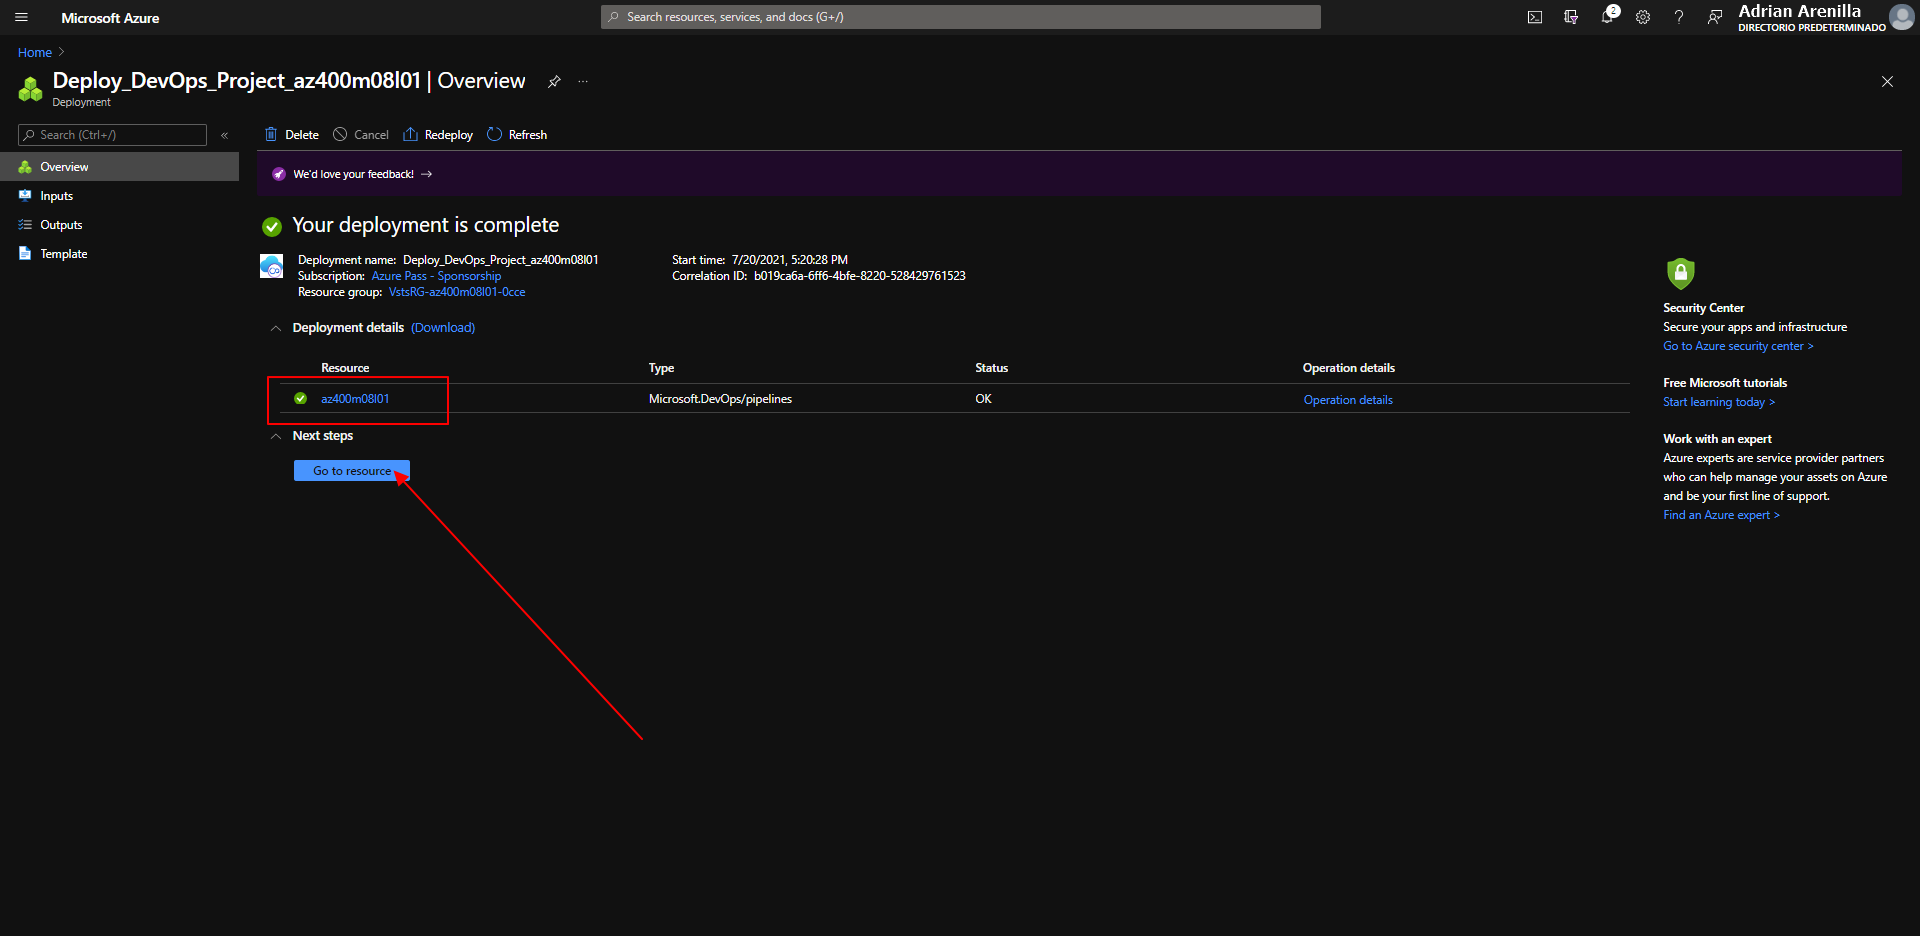 Microsoft Azure
Search resources, services, and docs (G+/)
2
Adrian Arenilla
DIRECTORIO PREDETERMINADO
Home
Deploy_DevOps_Project_az400m08l01 | Overview
Deployment
Search (Ctrl+/)
Overview
Inputs
Outputs
Template
Delete
Cancel
Redeploy
Refresh
We'd love your feedback! →
Your deployment is complete
Deployment name: Deploy_DevOps_Project_az400m08l01
Subscription: Azure Pass - Sponsorship
Resource group: VstsRG-az400m08l01-0cce
Start time: 7/20/2021, 5:20:28 PM
Correlation ID: b019ca6a-6ff6-4bfe-8220-528429761523
Deployment details (Download)
Resource Type Status Operation details
az400m08l01 Microsoft.DevOps/pipelines OK Operation details
Next steps
Go to resource
Security Center
Secure your apps and infrastructure
Go to Azure security center >
Free Microsoft tutorials
Start learning today >
Work with an expert
Azure experts are service provider partners
who can help manage your assets on Azure
and be your first line of support.
Find an Azure expert >